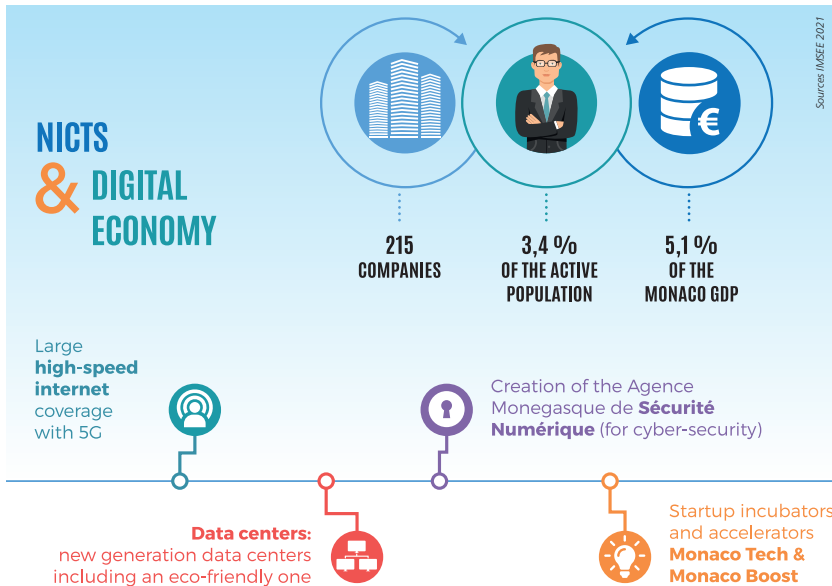 Sources IMSEE 2021
NICTS
& DIGITAL
ECONOMY
215
COMPANIES
3,4 %
OF THE ACTIVE
POPULATION
5,1 %
OF THE
MONACO GDP
€
Large
high-speed
internet
coverage
with 5G
Creation of the Agence
Monegasque de Sécurité
Numérique (for cyber-security)
Data centers:
new generation data centers
including an eco-friendly one
Startup incubators
and accelerators
Monaco Tech &
Monaco Boost